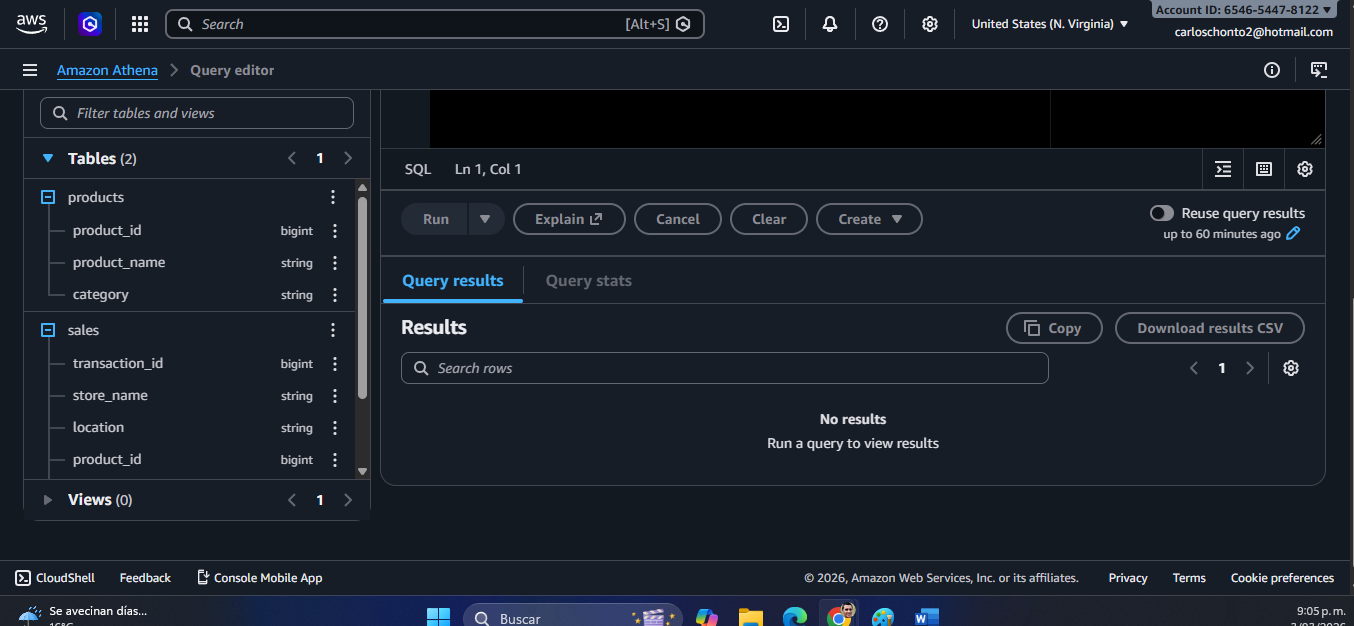 aws
Search [Alt+S]
United States (N. Virginia)
Account ID: 6546-5447-8122
carloschonto2@hotmail.com
Amazon Athena
Query editor
Filter tables and views
Tables (2)
1
products
product_id bigint
product_name string
category string
sales
transaction_id bigint
store_name string
location string
product_id bigint
Views (0)
1
SQL Ln 1, Col 1
Run
Explain
Cancel
Clear
Create
Reuse query results
up to 60 minutes ago
Query results
Query stats
Results
Copy
Download results CSV
Search rows
1
No results
Run a query to view results
CloudShell
Feedback
Console Mobile App
© 2026, Amazon Web Services, Inc. or its affiliates.
Privacy
Terms
Cookie preferences
Se avecinan días...
16°C
Buscar
9:05 p. m.